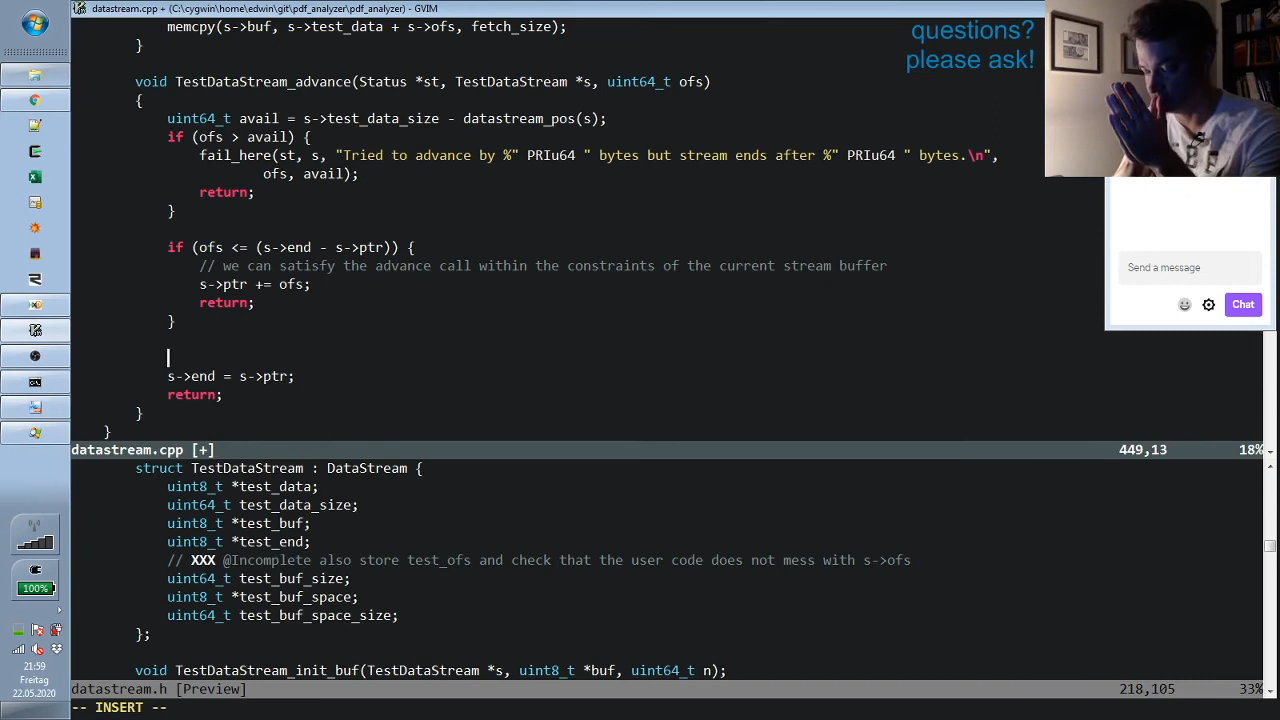 datastream.cpp + (C:\cygwin\home\edwin\git\pdf_analyzer\pdf_analyzer) - GVIM
memcpy(s->buf, s->test_data + s->ofs, fetch_size);
}
void TestDataStream_advance(Status *st, TestDataStream *s, uint64_t ofs)
{
uint64_t avail = s->test_data_size - datastream_pos(s);
if (ofs > avail) {
fail_here(st, s, "Tried to advance by %" PRIu64 " bytes but stream ends after %" PRIu64 " bytes.\n",
ofs, avail);
return;
}
if (ofs <= (s->end - s->ptr)) {
// we can satisfy the advance call within the constraints of the current stream buffer
s->ptr += ofs;
return;
}
s->end = s->ptr;
return;
}
}
datastream.cpp [+] 449,13 18%
struct TestDataStream : DataStream {
uint8_t *test_data;
uint64_t test_data_size;
uint8_t *test_buf;
uint8_t *test_end;
// XXX @Incomplete also store test_ofs and check that the user code does not mess with s->ofs
uint64_t test_buf_size;
uint8_t *test_buf_space;
uint64_t test_buf_space_size;
};
void TestDataStream_init_buf(TestDataStream *s, uint8_t *buf, uint64_t n);
datastream.h [Preview] 218,105 33%
-- INSERT --
questions?
please ask!
Send a message
Chat
100%
21:59
Freitag
22.05.2020